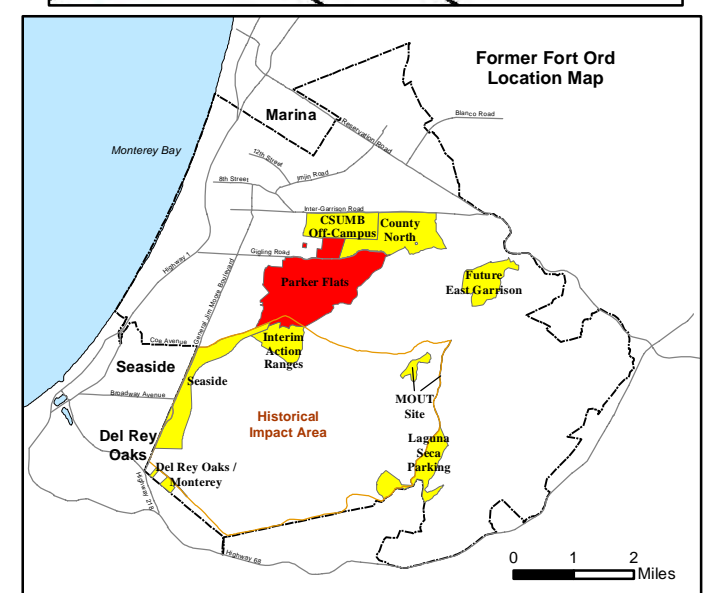 Former Fort Ord
Location Map
Marina
Blanco Road
Reservation Road
Monterey Bay
12th Street
Imjin Road
8th Street
Inter-Garrison Road
CSUMB
Off-Campus
County
North
Gigling Road
Highway 1
General Jim Moore Boulevard
Parker Flats
Future
East Garrison
Coe Avenue
Interim
Action
Ranges
Seaside
Seaside
Broadway Avenue
MOUT
Site
Historical
Impact Area
Del Rey
Oaks
Laguna
Seca
Parking
Del Rey Oaks /
Monterey
Highway 218
Highway 68
0 1 2
Miles